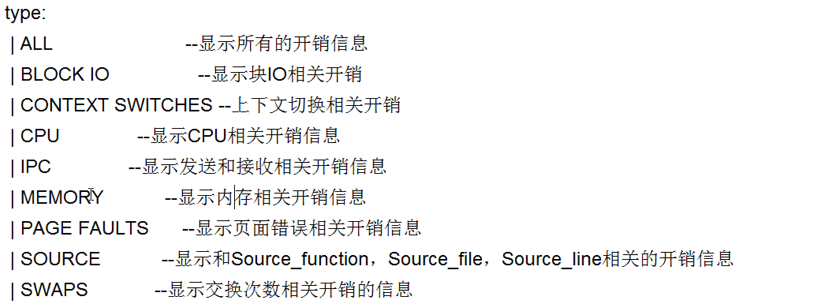 type:
| ALL --显示所有的开销信息
| BLOCK IO --显示块IO相关开销
| CONTEXT SWITCHES --上下文切换相关开销
| CPU --显示CPU相关开销信息
| IPC --显示发送和接收相关开销信息
| MEMORY --显示内存相关开销信息
| PAGE FAULTS --显示页面错误相关开销信息
| SOURCE --显示和Source_function，Source_file，Source_line相关的开销信息
| SWAPS --显示交换次数相关开销的信息